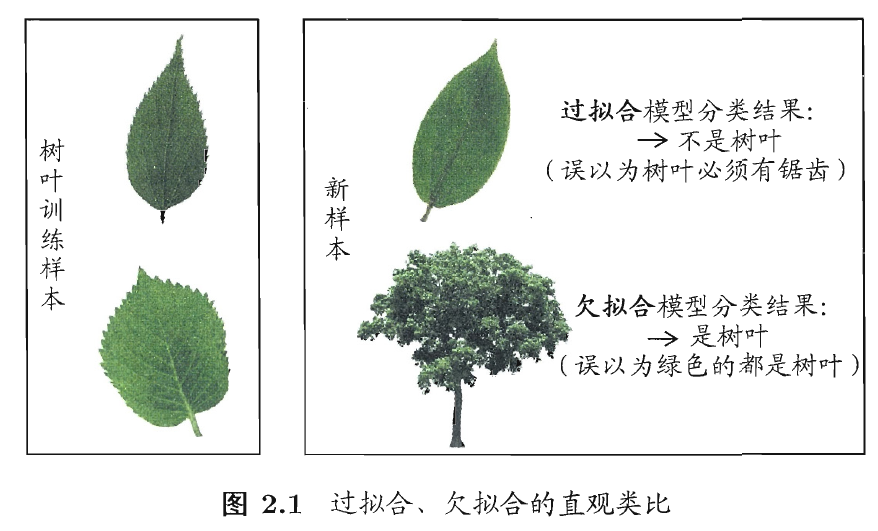 树叶训练样本
新样本
过拟合模型分类结果:
→ 不是树叶
(误以为树叶必须有锯齿)
欠拟合模型分类结果:
→ 是树叶
(误以为绿色的都是树叶)
图 2.1 过拟合、欠拟合的直观类比